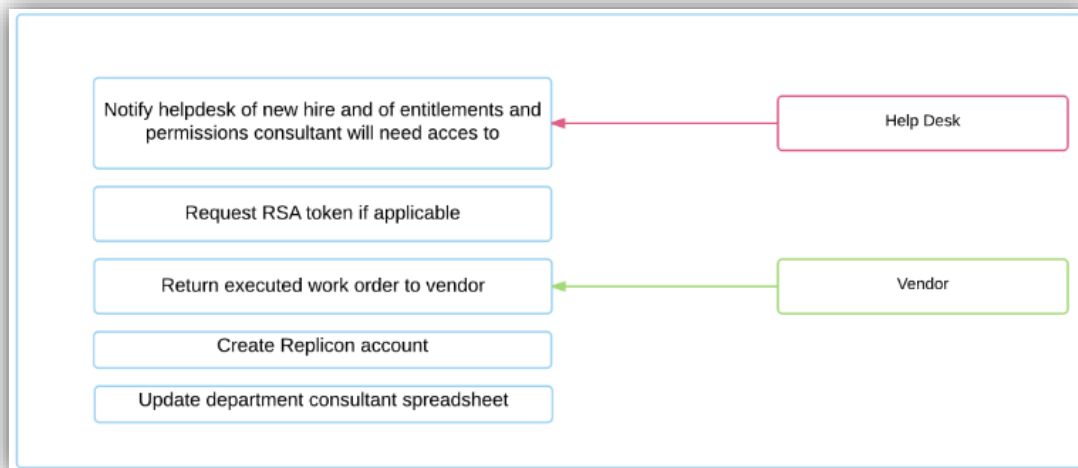 Notify helpdesk of new hire and of entitlements and
permissions consultant will need acces to
Help Desk
Request RSA token if applicable
Return executed work order to vendor
Vendor
Create Replicon account
Update department consultant spreadsheet